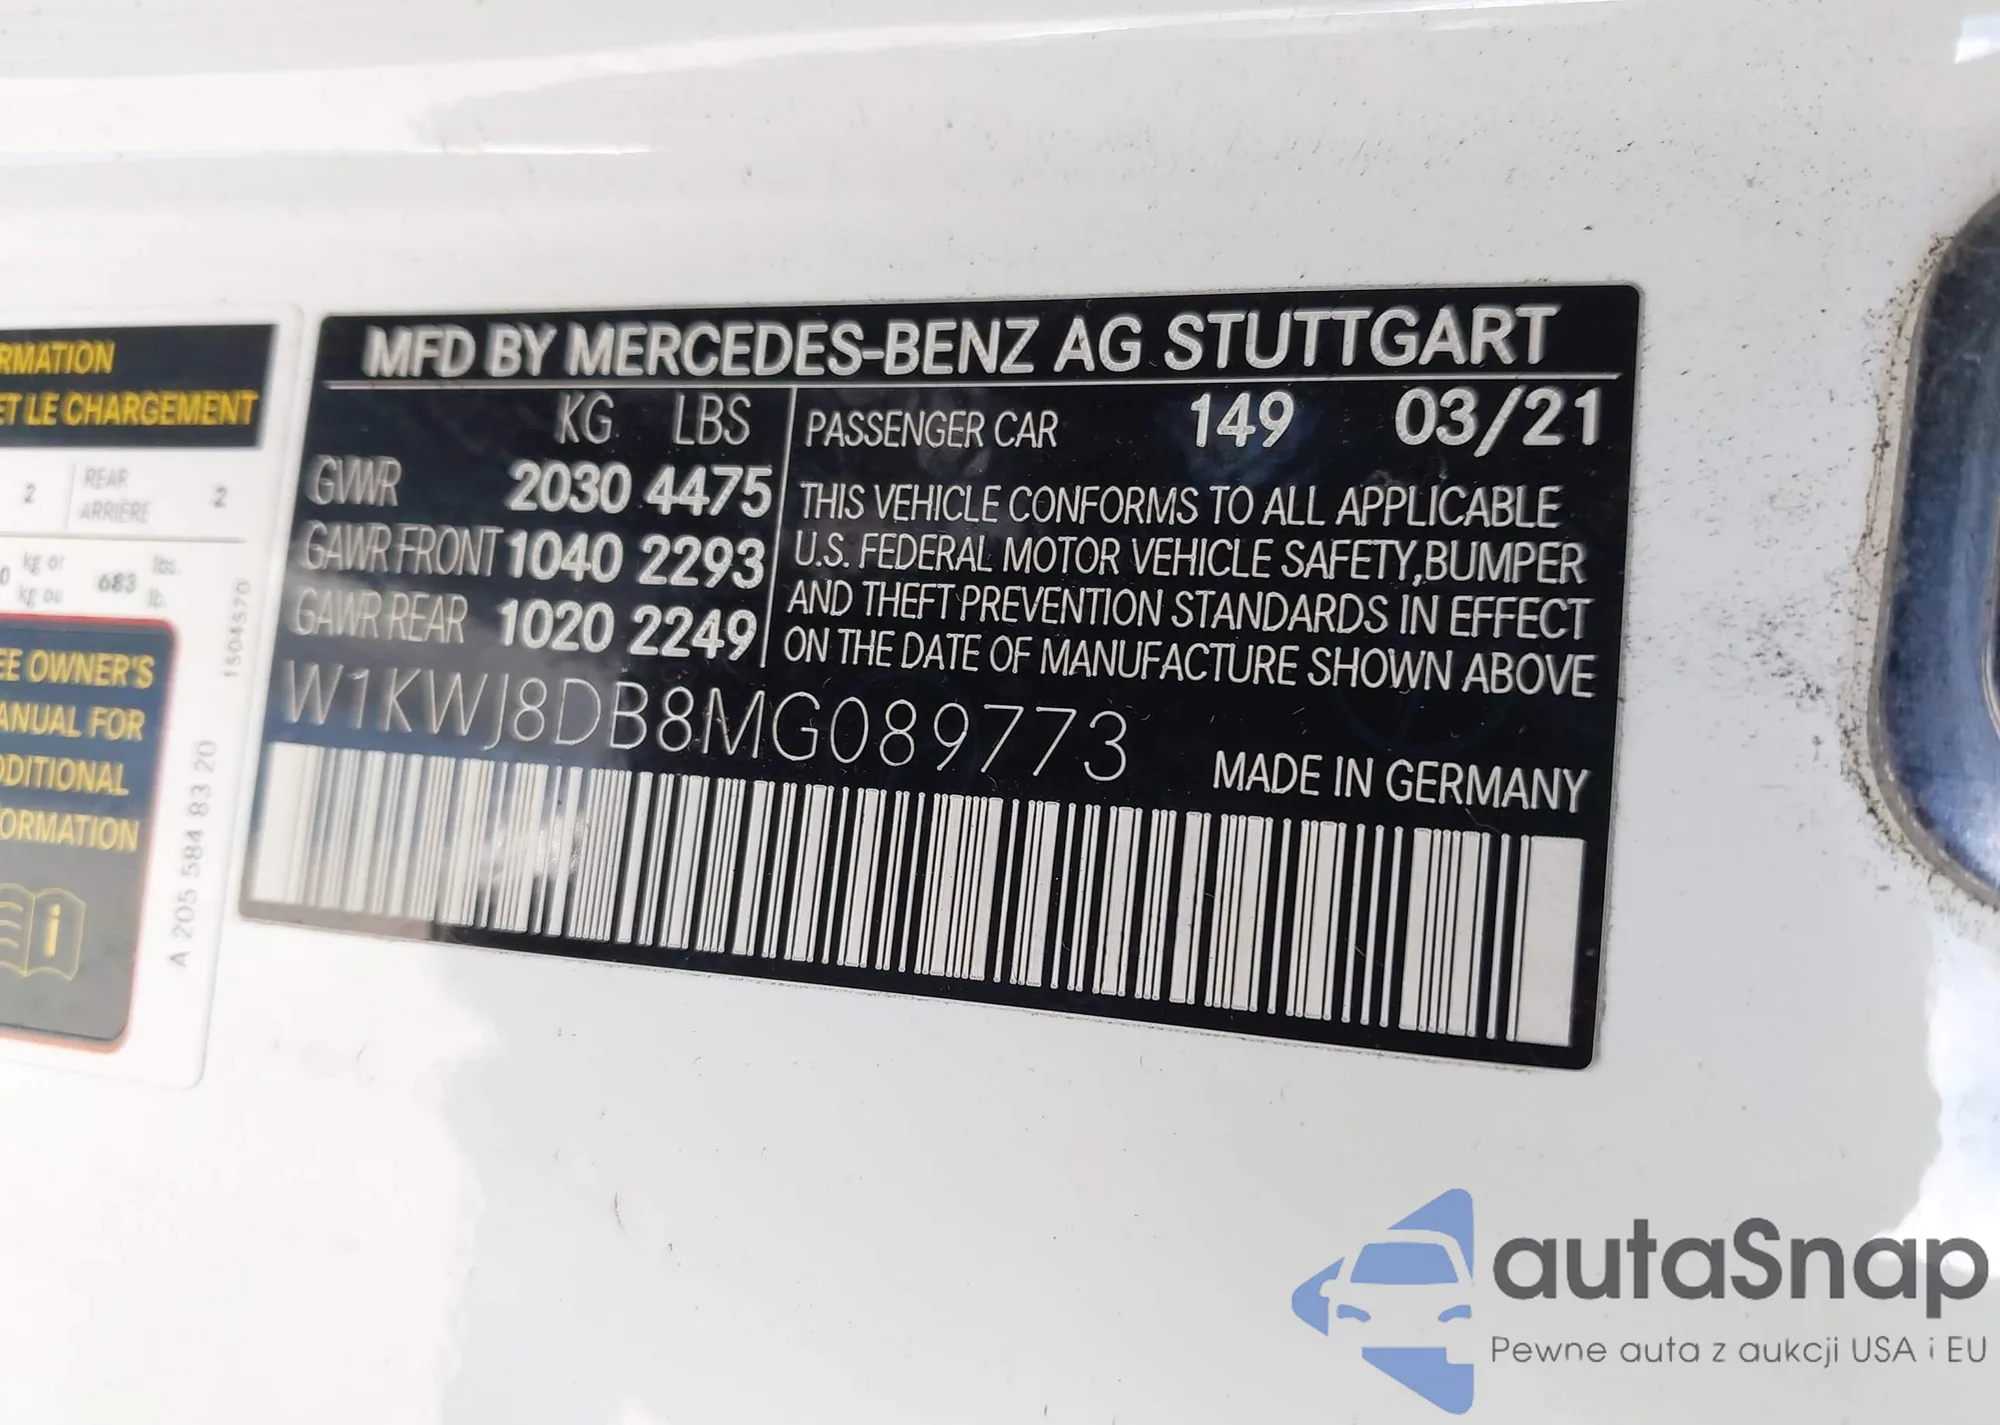 MFD BY MERCEDES-BENZ AG STUTTGART
KG LBS
GVWR 2030 4475
GAWR FRONT 1040 2293
GAWR REAR 1020 2249
PASSENGER CAR 149 03/21
THIS VEHICLE CONFORMS TO ALL APPLICABLE
U.S. FEDERAL MOTOR VEHICLE SAFETY,BUMPER
AND THEFT PREVENTION STANDARDS IN EFFECT
ON THE DATE OF MANUFACTURE SHOWN ABOVE
W1KWJ8DB8MG089773
MADE IN GERMANY
RMATION
ET LE CHARGEMENT
2 REAR 2
ARRIÈRE
0 kg or 683 lbs.
kg ou lb.
EE OWNER'S
ANUAL FOR
DDITIONAL
ORMATION
i
1504570
A 205 584 83 20
autaSnap
Pewne auta z aukcji USA i EU